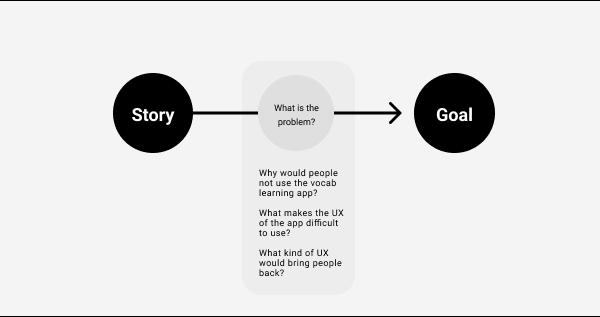 Story
What is the
problem?
Goal
Why would people
not use the vocab
learning app?
What makes the UX
of the app difficult
to use?
What kind of UX
would bring people
back?